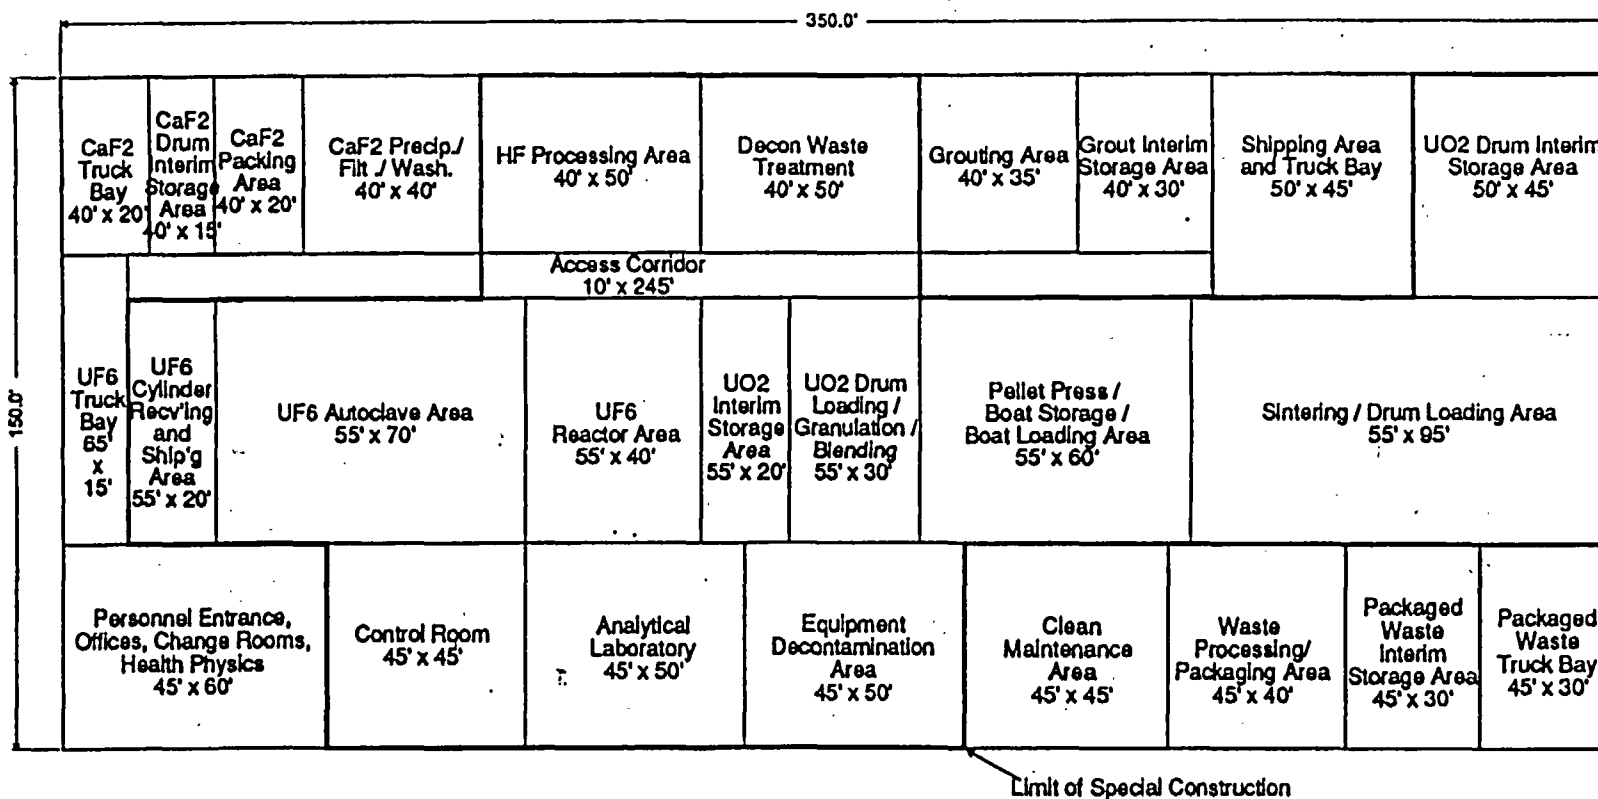 350.0'
150.0'
CaF2
Truck
Bay
40' x 20'
CaF2
Drum
Interim
Storage
Area
40' x 15'
CaF2
Packing
Area
40' x 20'
CaF2 Precip./
Filt ./ Wash.
40' x 40'
HF Processing Area
40' x 50'
Decon Waste
Treatment
40' x 50'
Grouting Area
40' x 35'
Grout Interim
Storage Area
40' x 30'
Shipping Area
and Truck Bay
50' x 45'
UO2 Drum Interim
Storage Area
50' x 45'
Access Corridor
10' x 245'
UF6
Truck
Bay
65'
x
15'
UF6
Cylinder
Recv'ing
and
Ship'g
Area
55' x 20'
UF6 Autoclave Area
55' x 70'
UF6
Reactor Area
55' x 40'
UO2
Interim
Storage
Area
55' x 20'
UO2 Drum
Loading /
Granulation /
Blending
55' x 30'
Pellet Press /
Boat Storage /
Boat Loading Area
55' x 60'
Sintering / Drum Loading Area
55' x 95'
Personnel Entrance,
Offices, Change Rooms,
Health Physics
45' x 60'
Control Room
45' x 45'
Analytical
Laboratory
45' x 50'
Equipment
Decontamination
Area
45' x 50'
Clean
Maintenance
Area
45' x 45'
Waste
Processing/
Packaging Area
45' x 40'
Packaged
Waste
Interim
Storage Area
45' x 30'
Packaged
Waste
Truck Bay
45' x 30'
Limit of Special Construction